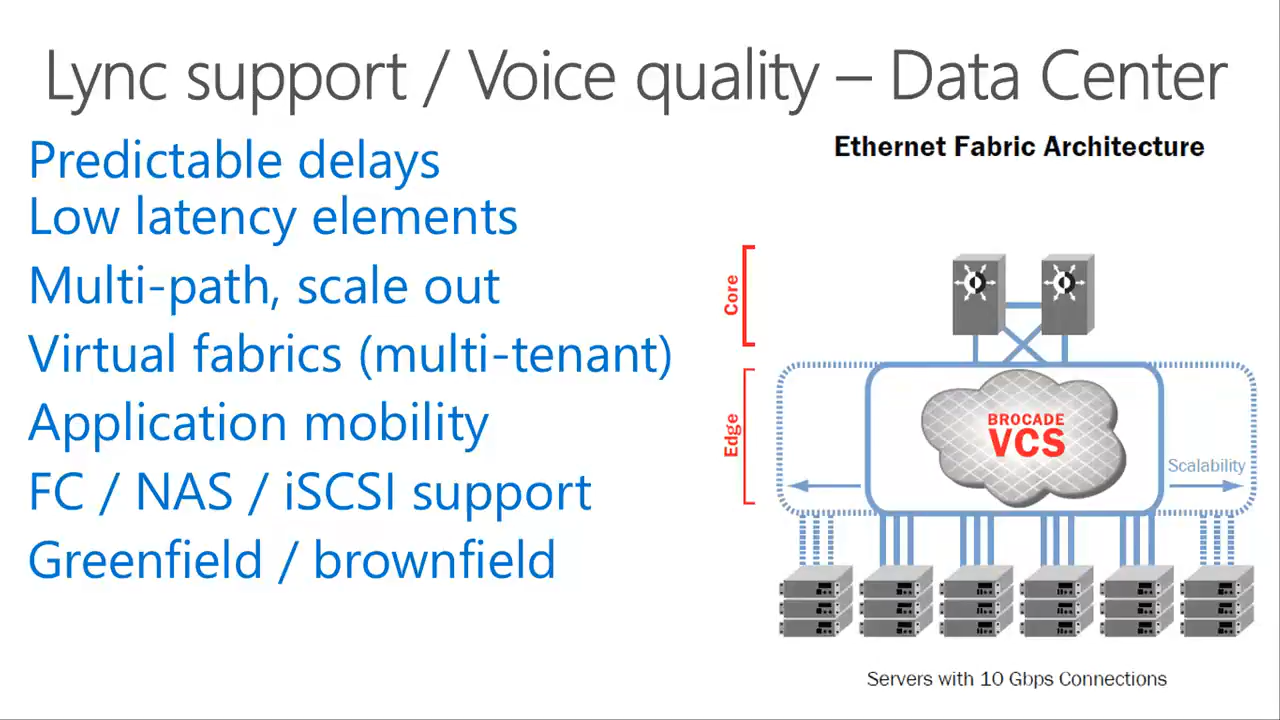 Lync support / Voice quality – Data Center
Predictable delays
Low latency elements
Multi-path, scale out
Virtual fabrics (multi-tenant)
Application mobility
FC / NAS / iSCSI support
Greenfield / brownfield
Ethernet Fabric Architecture
Core
Edge
BROCADE
VCS
Scalability
Servers with 10 Gbps Connections